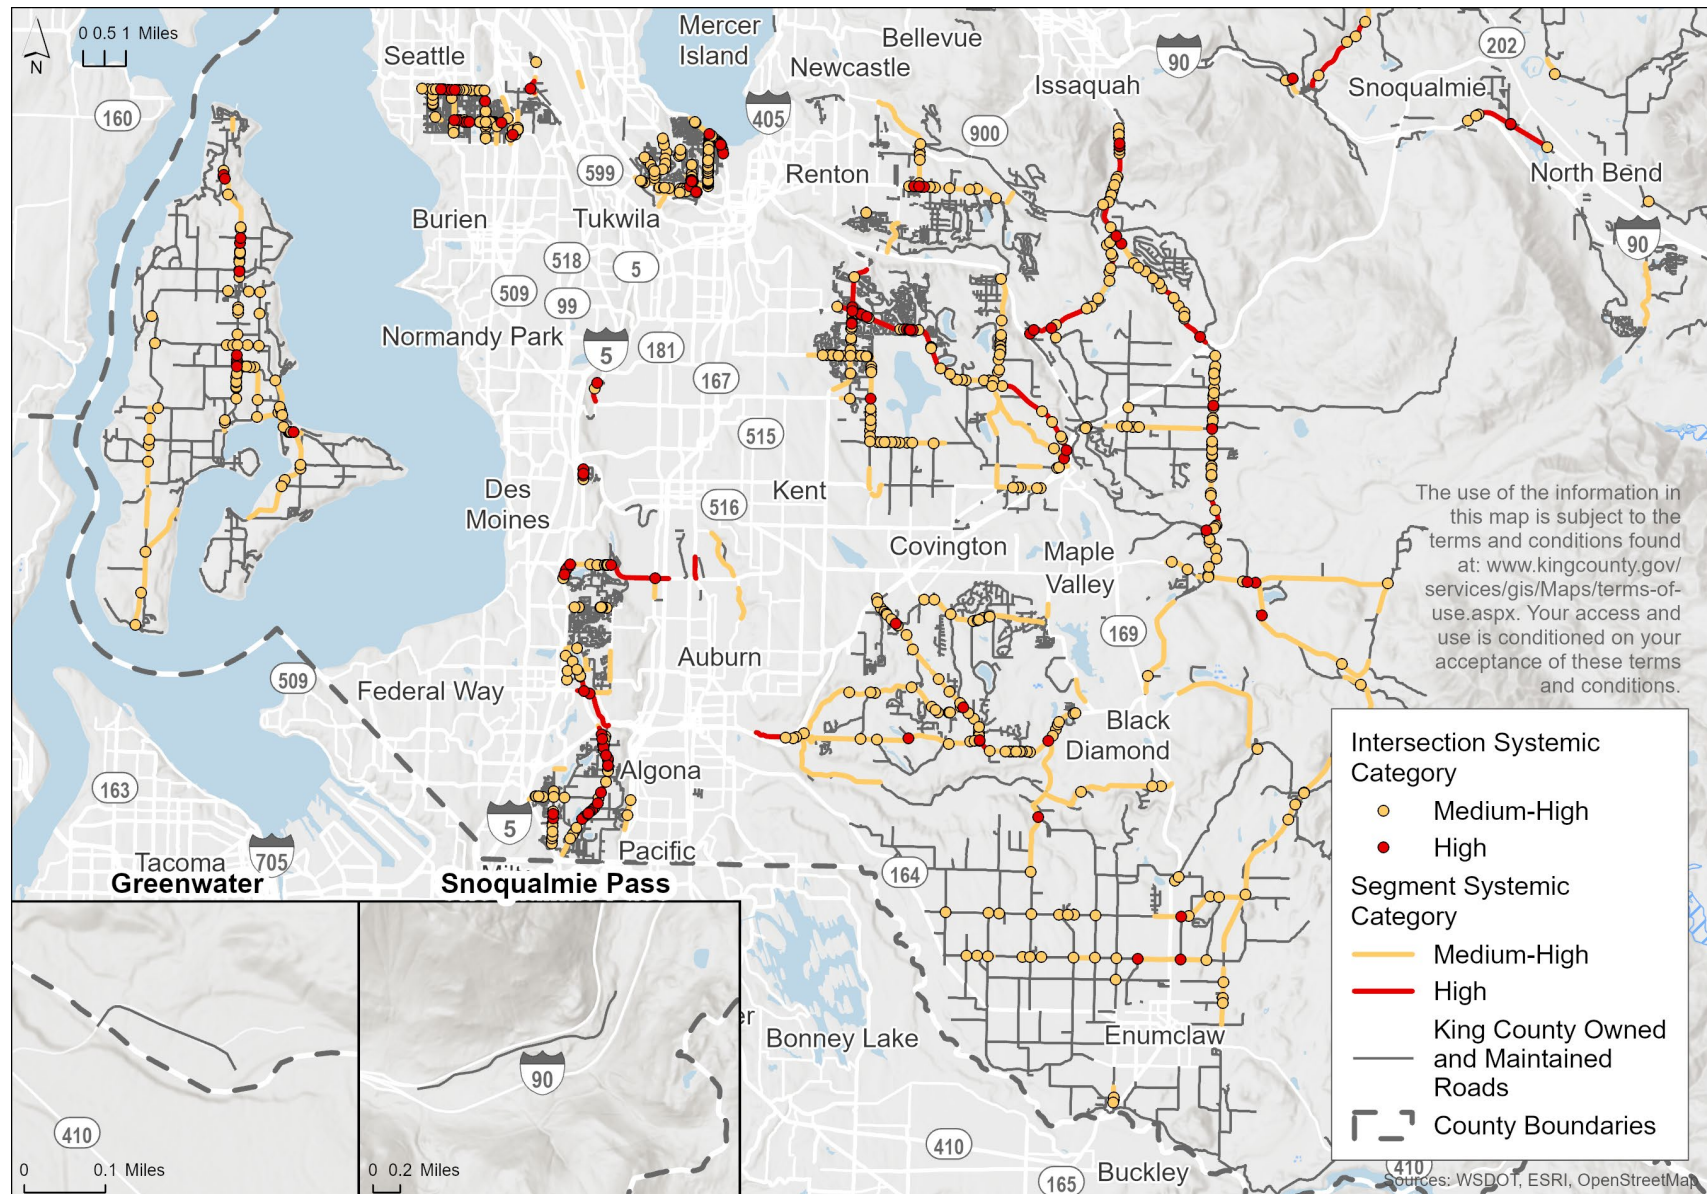 0 0.5 1 Miles
N
Seattle
Mercer
Island
Bellevue
Newcastle
90
202
Issaquah
Snoqualmie
160
405
900
599
Renton
North Bend
Burien
Tukwila
90
518
5
509
99
Normandy Park
5
181
167
515
Des
Moines
Kent
516
The use of the information in
this map is subject to the
terms and conditions found
at: www.kingcounty.gov/
services/gis/Maps/terms-of-
use.aspx. Your access and
use is conditioned on your
acceptance of these terms
and conditions.
Covington
Maple
Valley
169
Auburn
509
Federal Way
Black
Diamond
Algona
163
5
Pacific
Tacoma
705
164
Greenwater
Snoqualmie Pass
Intersection Systemic
Category
Medium-High
High
Segment Systemic
Category
Medium-High
High
King County Owned
and Maintained
Roads
County Boundaries
Bonney Lake
Enumclaw
90
410
0 0.1 Miles
0 0.2 Miles
410
165
Buckley
410
Sources: WSDOT, ESRI, OpenStreetMap